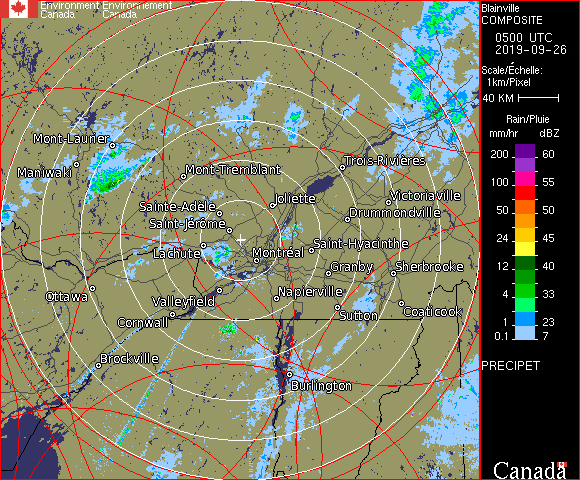 Environment Environnement
Canada Canada
Blainville
COMPOSITE
0500 UTC
2019-09-26
Scale/Échelle:
1km/Pixel
40 KM
Rain/Pluie
mm/hr dBZ
200 60
100 55
50 50
24 45
12 40
4 33
1 23
0.1 7
PRECIPET
Canada
Mont-Laurier
Maniwaki
Mont-Tremblant
Trois-Rivières
Sainte-Adèle
Joliette
Victoriaville
Drummondville
Saint-Jérôme
Lachute
Montréal
Saint-Hyacinthe
Granby
Sherbrooke
Ottawa
Valleyfield
Napierville
Cornwall
Sutton
Coaticook
Brockville
Burlington